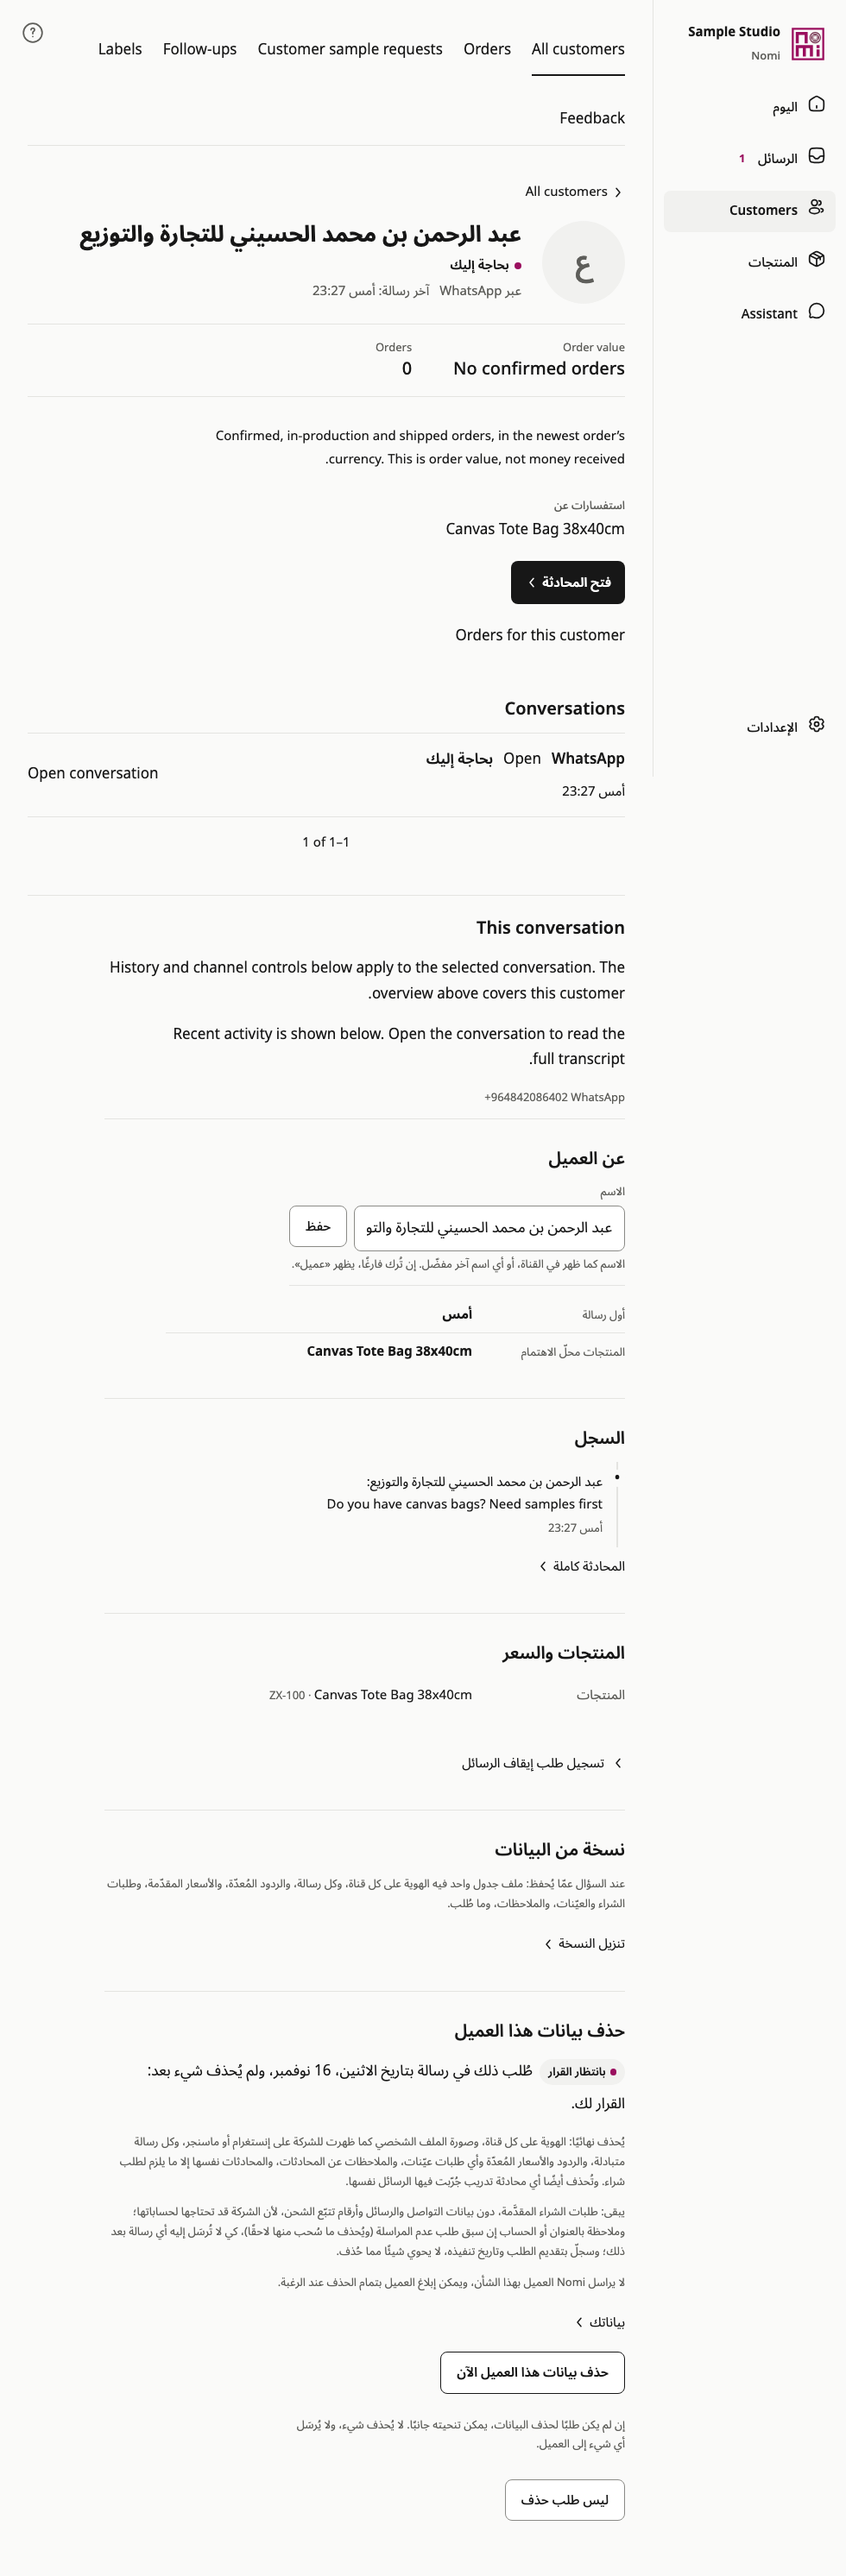 Sample Studio
Nomi
اليوم
الرسائل 1
Customers
المنتجات
Assistant
الإعدادات
All customers Orders Customer sample requests Follow-ups Labels
Feedback
All customers
عبد الرحمن بن محمد الحسيني للتجارة والتوزيع
بحاجة إليك
عبر WhatsApp آخر رسالة: أمس 23:27
Order value Orders
No confirmed orders 0
Confirmed, in-production and shipped orders, in the newest order’s
currency. This is order value, not money received.
استفسارات عن
Canvas Tote Bag 38x40cm
فتح المحادثة
Orders for this customer
Conversations
WhatsApp Open بحاجة إليك
أمس 23:27
Open conversation
1–1 of 1
This conversation
History and channel controls below apply to the selected conversation. The
overview above covers this customer.
Recent activity is shown below. Open the conversation to read the
full transcript.
WhatsApp +964842086402
عن العميل
الاسم
عبد الرحمن بن محمد الحسيني للتجارة والتو
حفظ
الاسم كما ظهر في القناة، أو أي اسم آخر مفضّل. إن تُرك فارغًا، يظهر «عميل».
أول رسالة أمس
المنتجات محلّ الاهتمام Canvas Tote Bag 38x40cm
السجل
عبد الرحمن بن محمد الحسيني للتجارة والتوزيع:
Do you have canvas bags? Need samples first
أمس 23:27
المحادثة كاملة
المنتجات والسعر
المنتجات Canvas Tote Bag 38x40cm · ZX-100
تسجيل طلب إيقاف الرسائل
نسخة من البيانات
عند السؤال عمّا يُحفظ: ملف جدول واحد فيه الهوية على كل قناة، وكل رسالة، والردود المُعدّة، والأسعار المقدّمة، وطلبات
الشراء والعيّنات، والملاحظات، وما طُلب.
تنزيل النسخة
حذف بيانات هذا العميل
بانتظار القرار طُلب ذلك في رسالة بتاريخ الاثنين، 16 نوفمبر، ولم يُحذف شيء بعد:
القرار لك.
يُحذف نهائيًا: الهوية على كل قناة، وصورة الملف الشخصي كما ظهرت للشركة على إنستغرام أو ماسنجر، وكل رسالة
متبادلة، والردود والأسعار المُعدّة وأي طلبات عيّنات، والملاحظات عن المحادثات، والمحادثات نفسها إلا ما يلزم لطلب
شراء. وتُحذف أيضًا أي محادثة تدريب جُرّبت فيها الرسائل نفسها.
يبقى: طلبات الشراء المقدَّمة، دون بيانات التواصل والرسائل وأرقام تتبّع الشحن، لأن الشركة قد تحتاجها لحساباتها؛
وملاحظة بالعنوان أو الحساب إن سبق طلب عدم المراسلة (ويُحذف ما سُحب منها لاحقًا)، كي لا تُرسَل إليه أي رسالة بعد
ذلك؛ وسجلّ بتقديم الطلب وتاريخ تنفيذه، لا يحوي شيئًا مما حُذف.
لا يراسل Nomi العميل بهذا الشأن، ويمكن إبلاغ العميل بتمام الحذف عند الرغبة.
بياناتك
حذف بيانات هذا العميل الآن
إن لم يكن طلبًا لحذف البيانات، يمكن تنحيته جانبًا. لا يُحذف شيء، ولا يُرسَل
أي شيء إلى العميل.
ليس طلب حذف